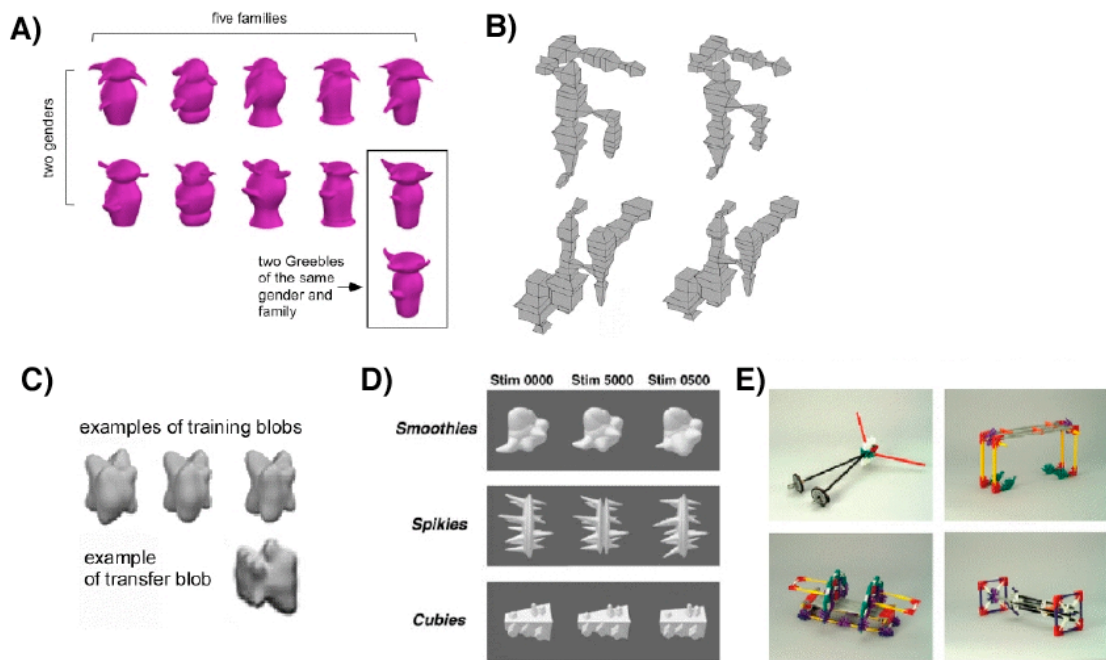 A)
five families
two genders
two Greebles
of the same
gender and
family
B)
C)
examples of training blobs
example
of transfer blob
D)
Stim 0000 Stim 5000 Stim 0500
Smoothies
Spikies
Cubies
E)